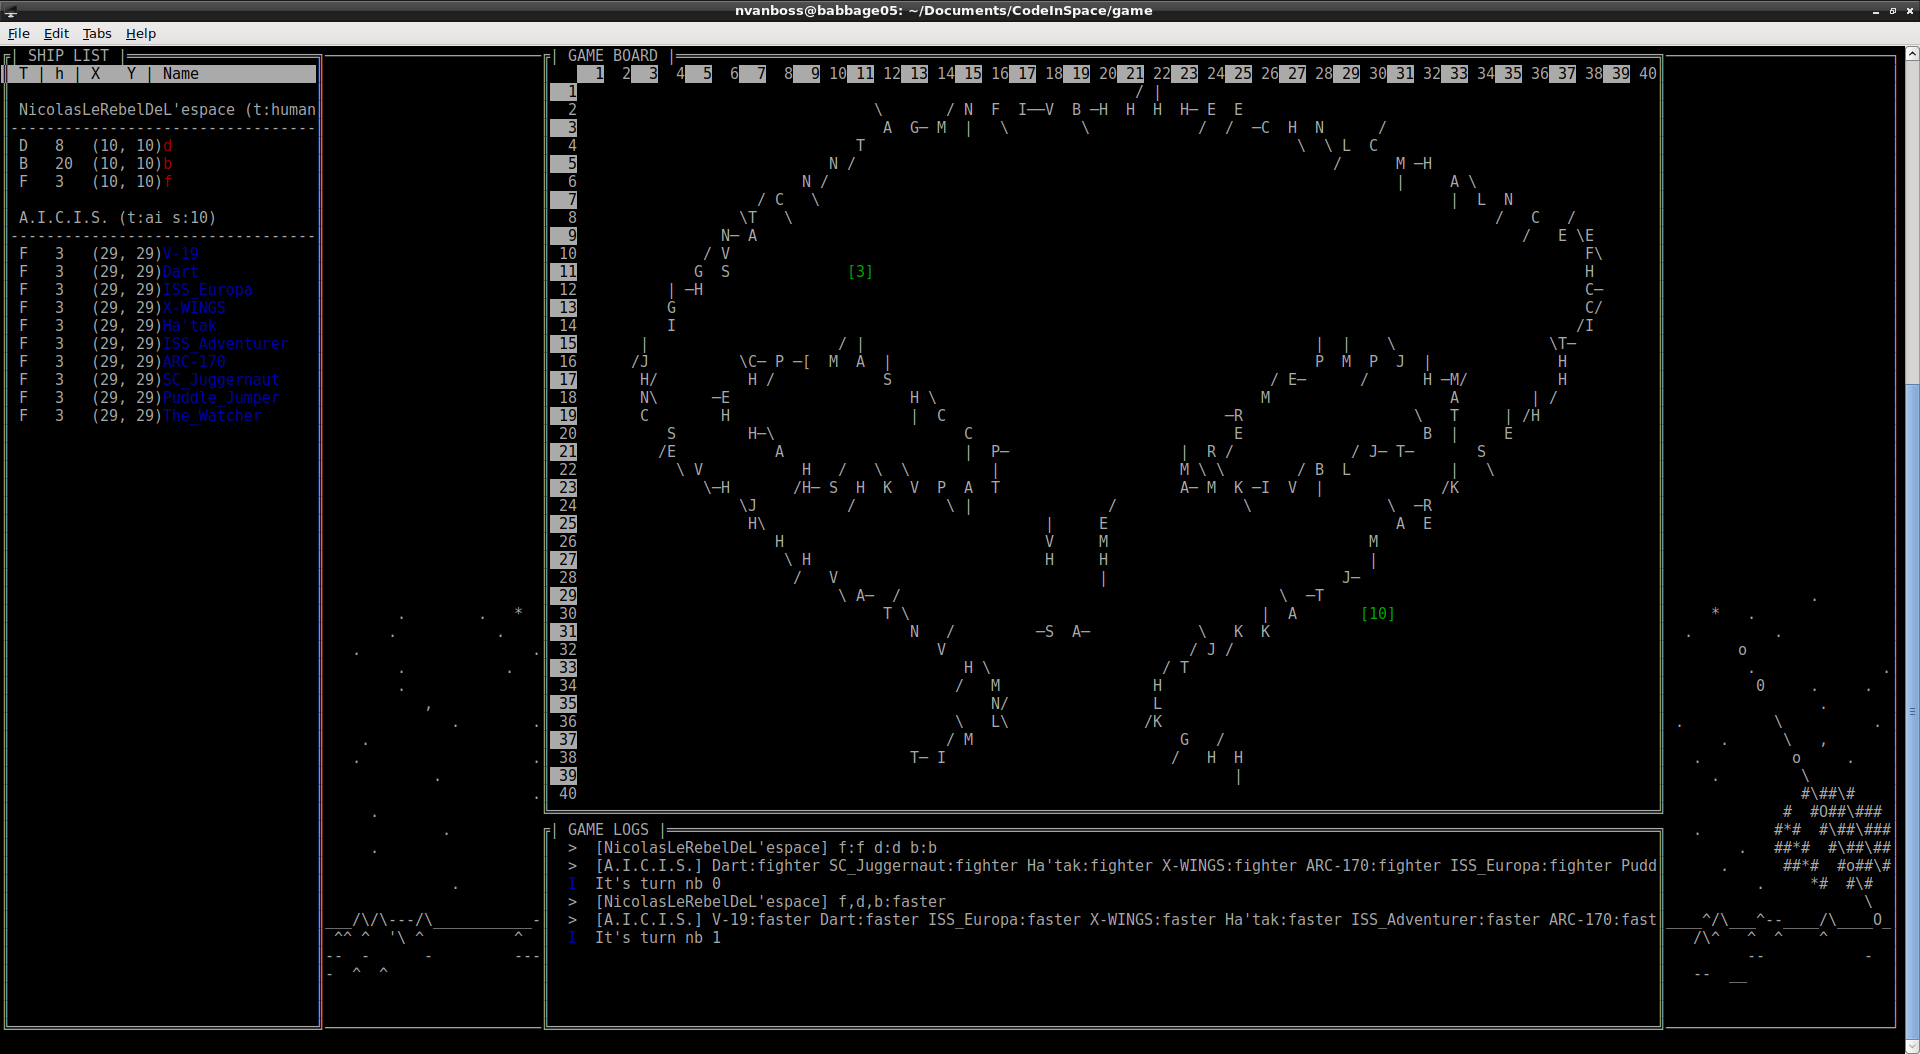 nvanboss@babbage05: ~/Documents/CodeInSpace/game
File Edit Tabs Help
SHIP LIST
T | h | X Y | Name
NicolasLeRebelDeL'espace (t:human
----------------------------------
D 8 (10, 10)d
B 20 (10, 10)b
F 3 (10, 10)f
A.I.C.I.S. (t:ai s:10)
----------------------------------
F 3 (29, 29)V-19
F 3 (29, 29)Dart
F 3 (29, 29)ISS_Europa
F 3 (29, 29)X-WINGS
F 3 (29, 29)Ha'tak
F 3 (29, 29)ISS_Adventurer
F 3 (29, 29)ARC-170
F 3 (29, 29)SC_Juggernaut
F 3 (29, 29)Puddle_Jumper
F 3 (29, 29)The_Watcher
GAME BOARD
1 2 3 4 5 6 7 8 9 10 11 12 13 14 15 16 17 18 19 20 21 22 23 24 25 26 27 28 29 30 31 32 33 34 35 36 37 38 39 40
1 / |
2 \ / N F I——V B —H H H H— E E
3 A G— M | \ \ / / —C H N /
4 T \ \ L C
5 N / / M —H
6 N / | A \
7 / C \ | L N
8 \T \ / C /
9 N— A / E \E
10 / V F\
11 G S [3] H
12 | —H C—
13 G C/
14 I /I
15 | / | | | \ \T—
16 /J \C— P —[ M A | P M P J | H
17 H/ H / S / E— / H —M/ H
18 N\ —E H \ M A | /
19 C H | C —R \ T | /H
20 S H—\ C E B | E
21 /E A | P— | R / / J— T— S
22 \ V H / \ \ | M \ \ / B L | \
23 \—H /H— S H K V P A T A— M K —I V | /K
24 \J / \ | / \ \ —R
25 H\ | E A E
26 H V M M
27 \ H H H |
28 / V | J—
29 \ A— / \ —T
30 T \ | A [10]
31 N / —S A— \ K K
32 V / J /
33 H \ / T
34 / M H
35 N/ L
36 \ L\ /K
37 / M G /
38 T— I / H H
39 |
40
GAME LOGS
> [NicolasLeRebelDeL'espace] f:f d:d b:b
> [A.I.C.I.S.] Dart:fighter SC_Juggernaut:fighter Ha'tak:fighter X-WINGS:fighter ARC-170:fighter ISS_Europa:fighter Pudd
I It's turn nb 0
> [NicolasLeRebelDeL'espace] f,d,b:faster
> [A.I.C.I.S.] V-19:faster Dart:faster ISS_Europa:faster X-WINGS:faster Ha'tak:faster ISS_Adventurer:faster ARC-170:fast
I It's turn nb 1